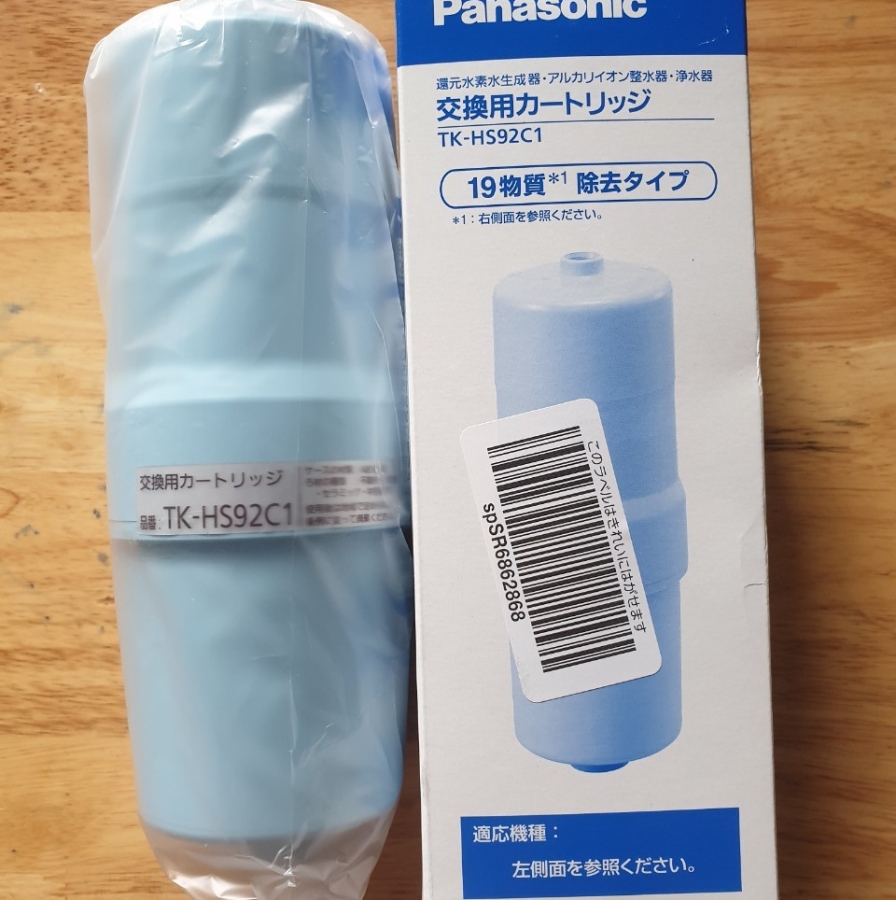 Panasonic
還元水素水生成器・アルカリイオン整水器・浄水器
交換用カートリッジ
TK-HS92C1
19物質*1 除去タイプ
*1：右側面を参照ください。
このラベルはきれいにはがせます
spSR6862868
適応機種：
左側面を参照ください。
交換用カートリッジ
品番：TK-HS92C1